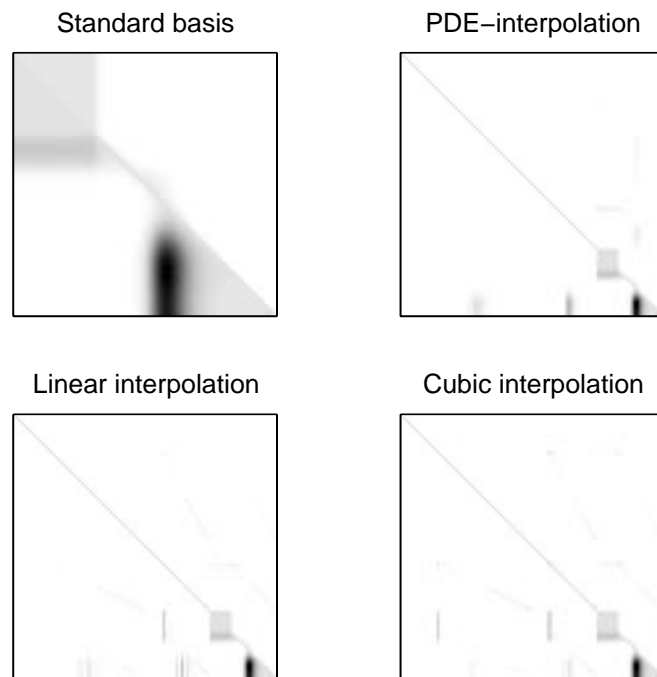 Standard basis
PDE−interpolation
Linear interpolation
Cubic interpolation